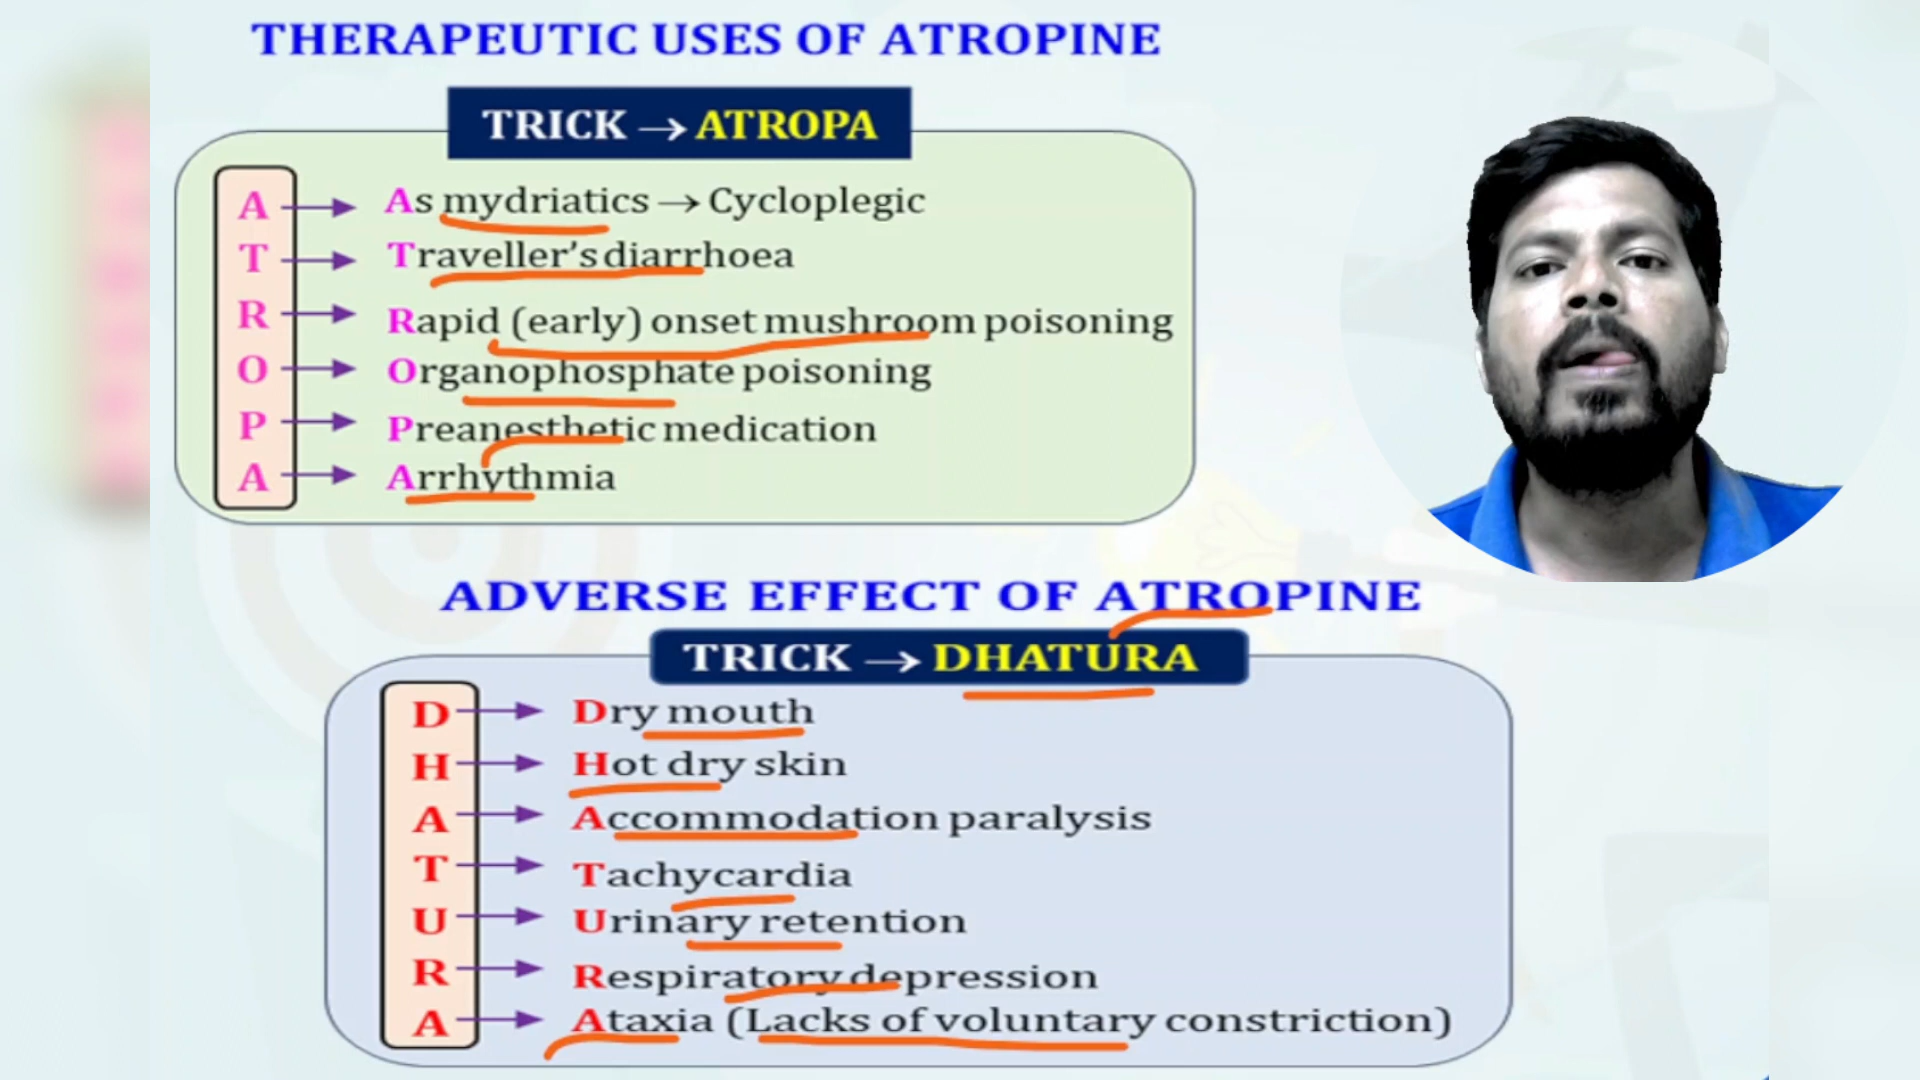 THERAPEUTIC USES OF ATROPINE
TRICK → ATROPA
A → As mydriatics → Cycloplegic
T → Traveller's diarrhoea
R → Rapid (early) onset mushroom poisoning
O → Organophosphate poisoning
P → Preanesthetic medication
A → Arrhythmia
ADVERSE EFFECT OF ATROPINE
TRICK → DHATURA
D → Dry mouth
H → Hot dry skin
A → Accommodation paralysis
T → Tachycardia
U → Urinary retention
R → Respiratory depression
A → Ataxia (Lacks of voluntary constriction)